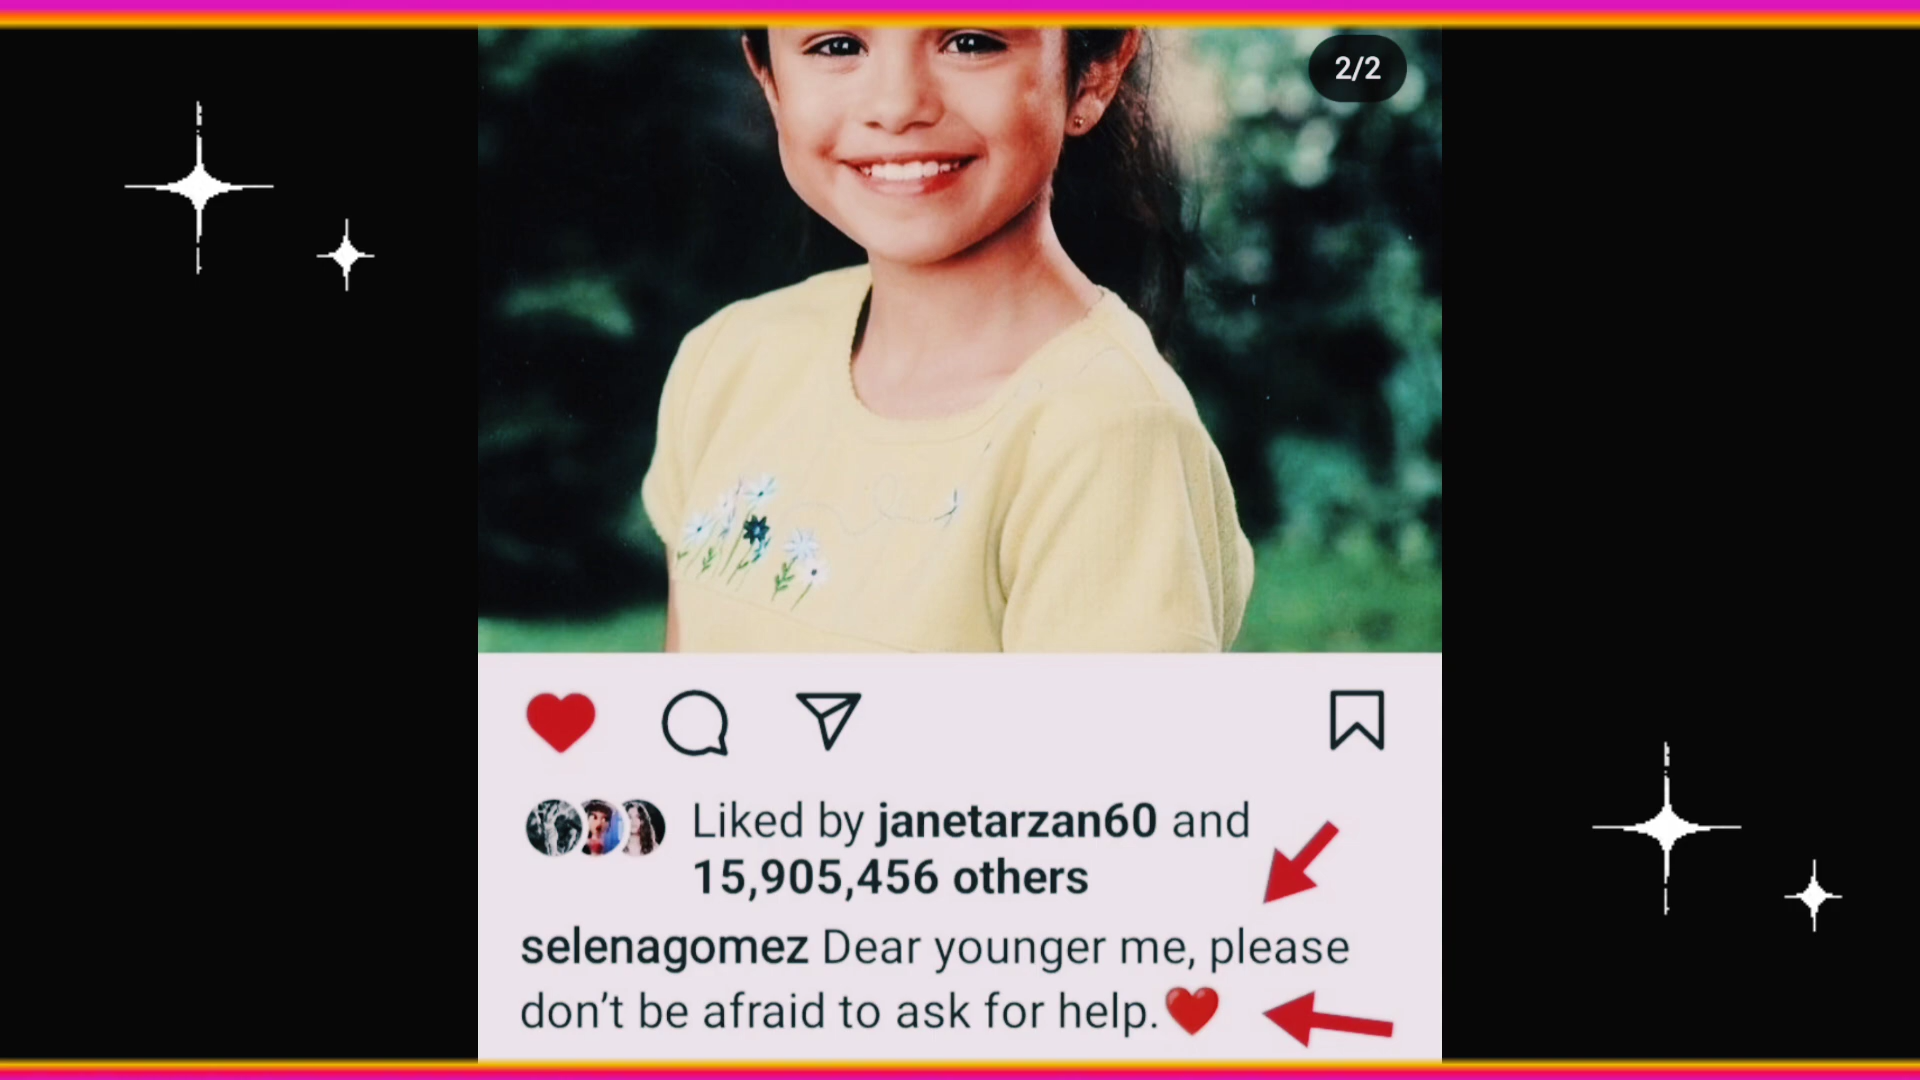 2/2
Liked by janetarzan60 and
15,905,456 others
selenagomez Dear younger me, please
don’t be afraid to ask for help.❤️